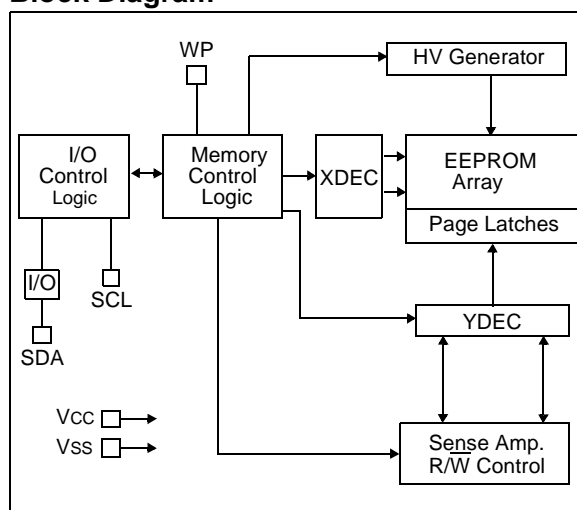 Block Diagram
WP
HV Generator
I/O
Control
Logic
Memory
Control
Logic
XDEC
EEPROM
Array
Page Latches
I/O
SCL
SDA
YDEC
VCC
VSS
Sense Amp.
R/W̅ Control